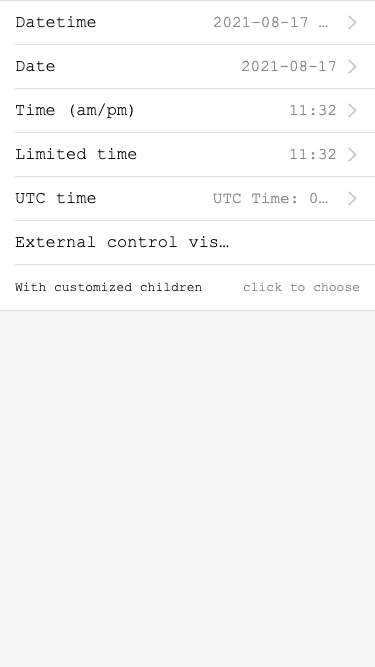 Datetime 2021-08-17 …
Date 2021-08-17
Time (am/pm) 11:32
Limited time 11:32
UTC time UTC Time: 0…
External control vis…
With customized children click to choose